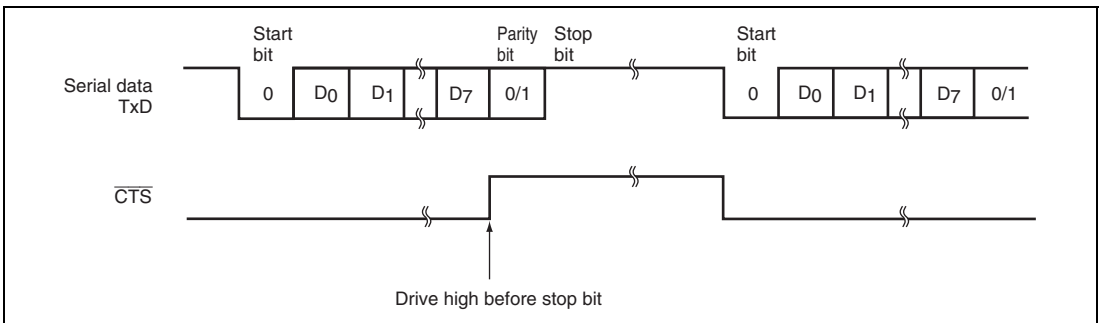 Start bit
Parity bit
Stop bit
Start bit
Serial data TxD
0 D0 D1 D7 0/1 0 D0 D1 D7 0/1
CTS
Drive high before stop bit